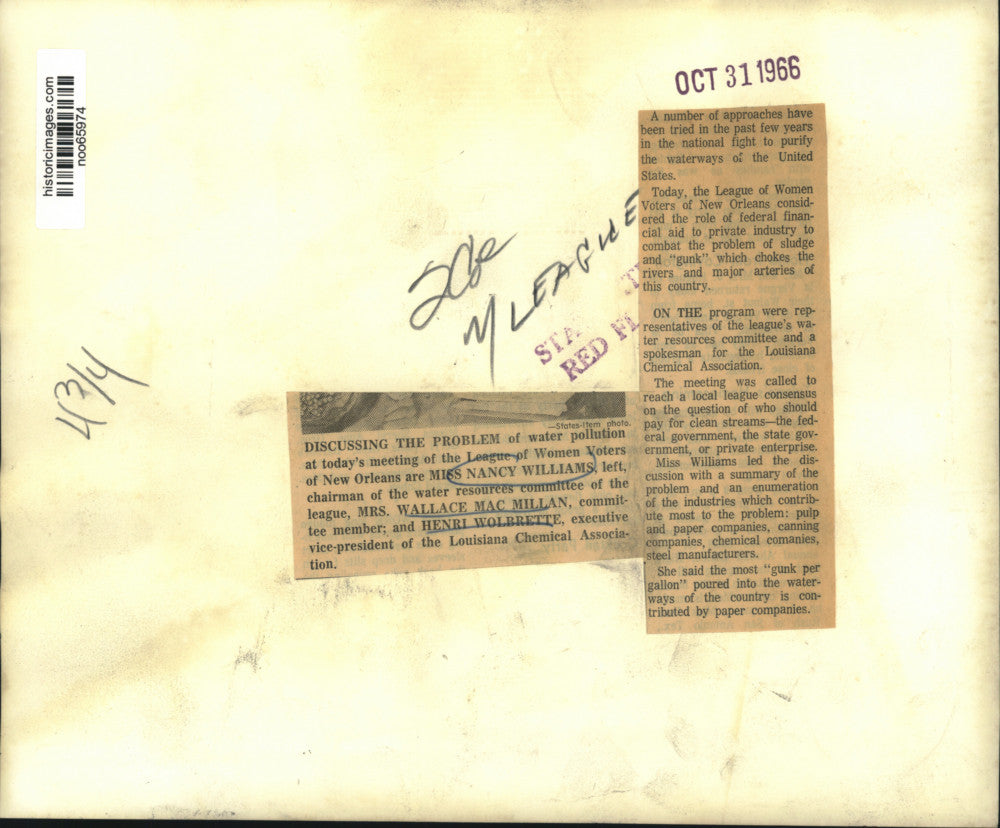 historicimages.com
noo65974
OCT 31 1966
A number of approaches have
been tried in the past few years
in the national fight to purify
the waterways of the United
States.
Today, the League of Women
Voters of New Orleans consid-
ered the role of federal finan-
cial aid to private industry to
combat the problem of sludge
and "gunk" which chokes the
rivers and major arteries of
this country.
ON THE program were rep-
resentatives of the league's wa-
ter resources committee and a
spokesman for the Louisiana
Chemical Association.
The meeting was called to
reach a local league consensus
on the question of who should
pay for clean streams—the fed-
eral government, the state gov-
ernment, or private enterprise.
Miss Williams led the dis-
cussion with a summary of the
problem and an enumeration
of the industries which contrib-
ute most to the problem: pulp
and paper companies, canning
companies, chemical comanies,
steel manufacturers.
She said the most "gunk per
gallon" poured into the water-
ways of the country is con-
tributed by paper companies.
LEAGUE
STA
RED FI
4 3/4
—States-Item photo.
DISCUSSING THE PROBLEM of water pollution
at today's meeting of the League of Women Voters
of New Orleans are MISS NANCY WILLIAMS, left,
chairman of the water resources committee of the
league, MRS. WALLACE MAC MILLAN, commit-
tee member; and HENRI WOLBRETTE, executive
vice-president of the Louisiana Chemical Associa-
tion.